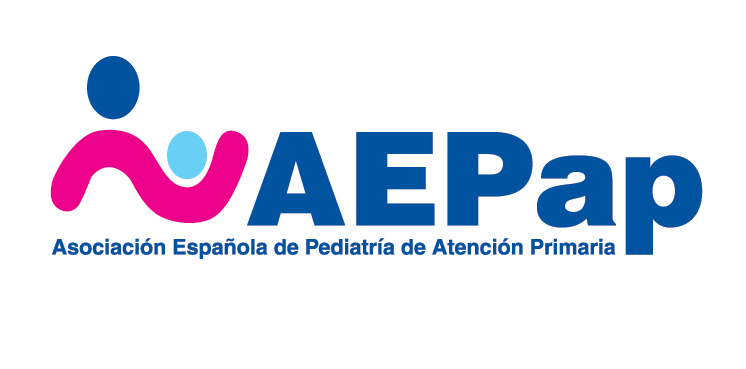 AEPap
Asociación Española de Pediatría de Atención Primaria